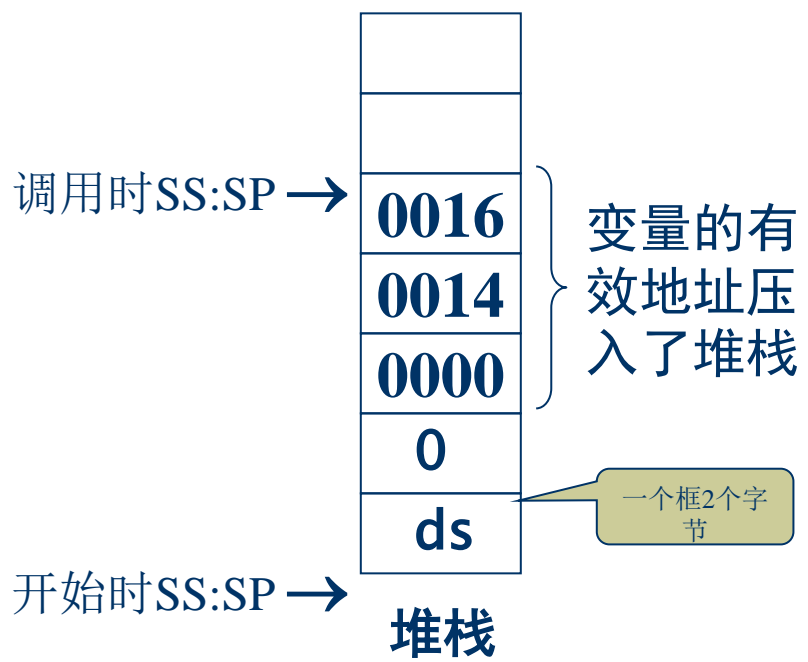 调用时SS:SP
0016
0014
0000
0
ds
变量的有
效地址压
入了堆栈
一个框2个字
节
开始时SS:SP
堆栈